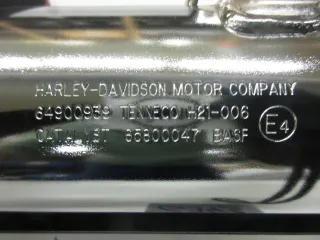 HARLEY-DAVIDSON MOTOR COMPANY
64900959 TENNECO H21-006
CATALYST 65800047 BASF E4